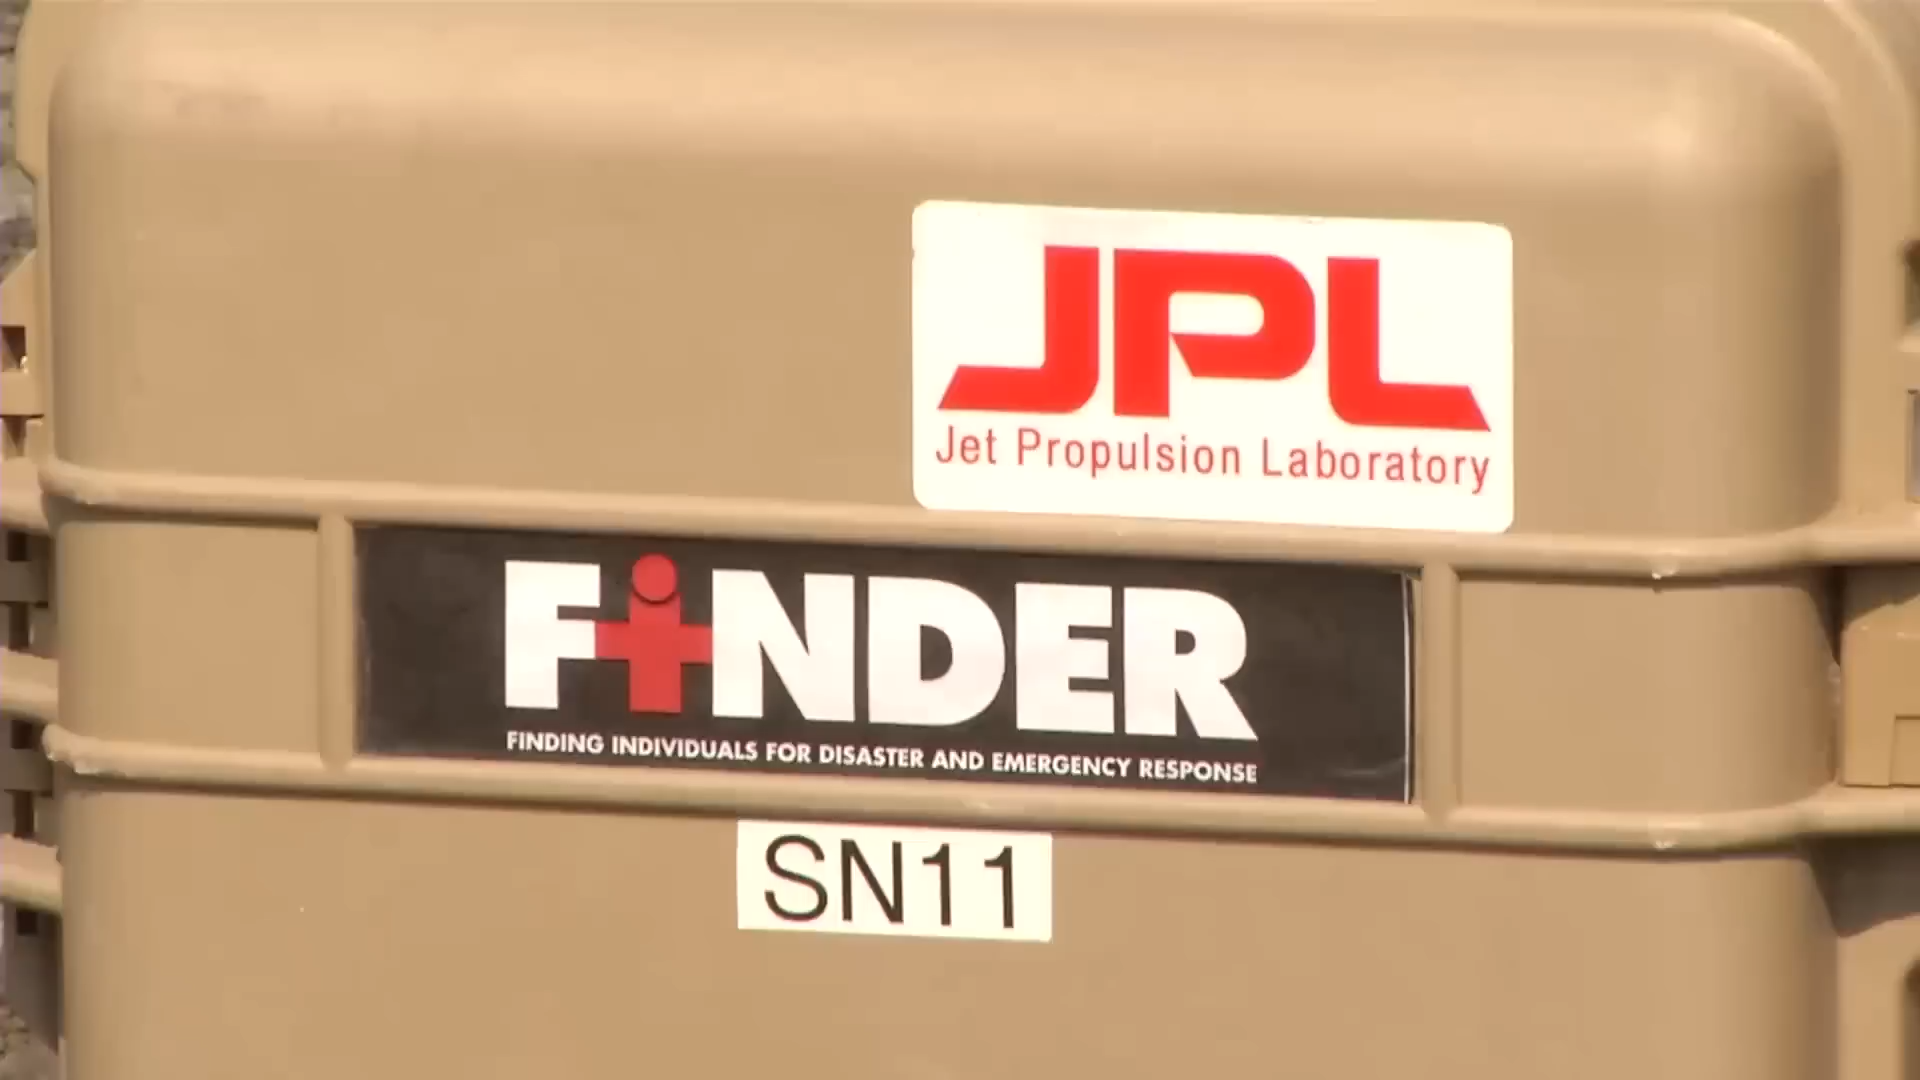 JPL
Jet Propulsion Laboratory
FiNDER
FINDING INDIVIDUALS FOR DISASTER AND EMERGENCY RESPONSE
SN11